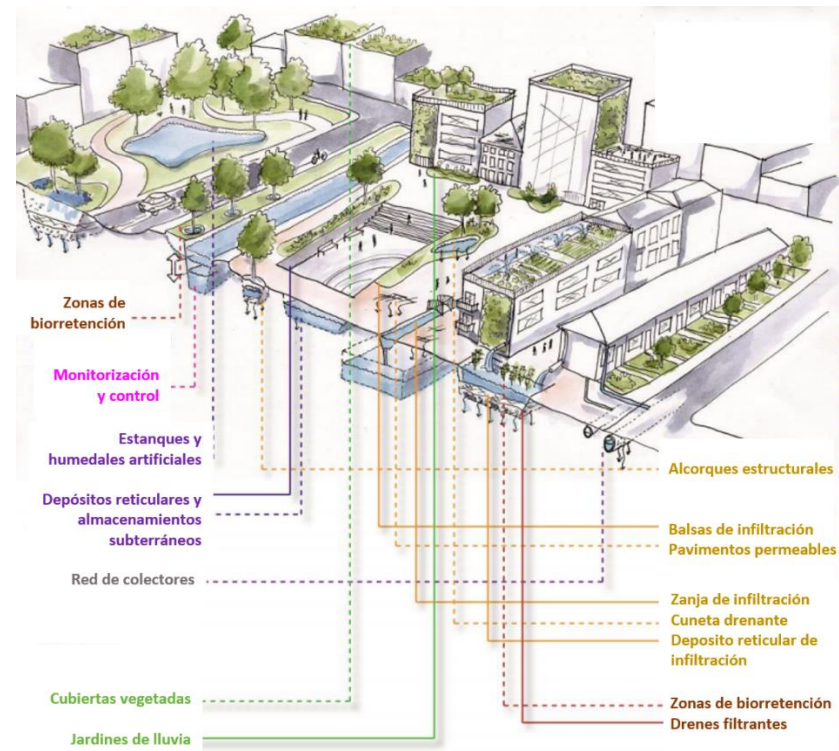 Zonas de
biorretención
Monitorización
y control
Estanques y
humedales artificiales
Depósitos reticulares y
almacenamientos
subterráneos
Red de colectores
Cubiertas vegetadas
Jardines de lluvia
Alcorques estructurales
Balsas de infiltración
Pavimentos permeables
Zanja de infiltración
Cuneta drenante
Deposito reticular de
infiltración
Zonas de biorretención
Drenes filtrantes